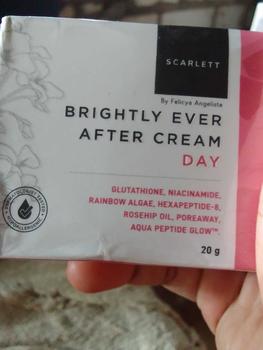 SCARLETT
By Felicya Angelista
BRIGHTLY EVER
AFTER CREAM
DAY
GLUTATHIONE, NIACINAMIDE,
RAINBOW ALGAE, HEXAPEPTIDE-8,
ROSEHIP OIL, POREAWAY,
AQUA PEPTIDE GLOW™.
20 g